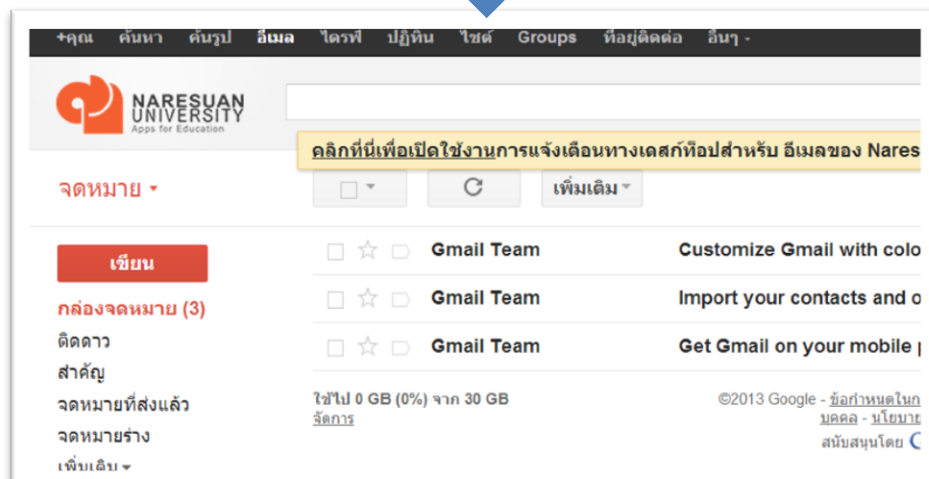 +คุณ ค้นหา ค้นรูป อีเมล ไดรฟ์ ปฏิทิน ไซต์ Groups ที่อยู่ติดต่อ อื่นๆ -
NARESUAN
UNIVERSITY
Apps for Education
คลิกที่นี่เพื่อเปิดใช้งานการแจ้งเตือนทางเดสก์ท็อปสำหรับ อีเมลของ Nares
จดหมาย
เพิ่มเติม
เขียน
Gmail Team Customize Gmail with colo
กล่องจดหมาย (3)
Gmail Team Import your contacts and o
ติดดาว
Gmail Team Get Gmail on your mobile
สำคัญ
จดหมายที่ส่งแล้ว
จดหมายร่าง
เพิ่มเติม
ใช้ไป 0 GB (0%) จาก 30 GB
จัดการ
©2013 Google - ข้อกำหนดในก
บุคคล - นโยบาย
สนับสนุนโดย